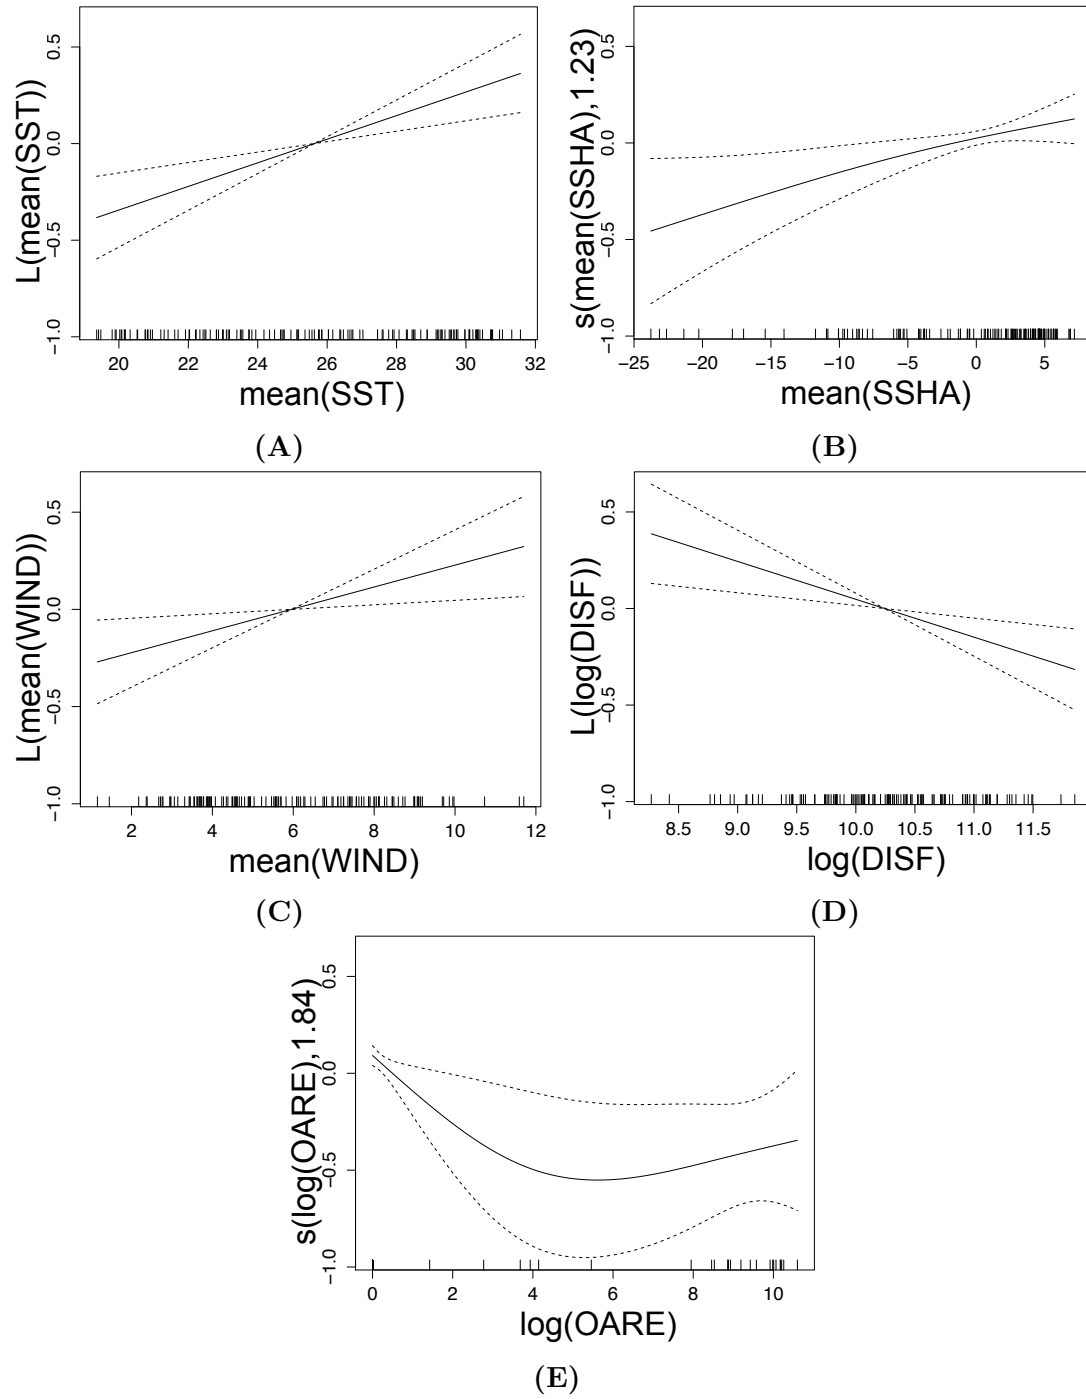 L(mean(SST))
0.5
0.0
−0.5
−1.0
20 22 24 26 28 30 32
mean(SST)
(A)
s(mean(SSHA),1.23)
0.5
0.0
−0.5
−1.0
−25 −20 −15 −10 −5 0 5
mean(SSHA)
(B)
L(mean(WIND))
0.5
0.0
−0.5
−1.0
2 4 6 8 10 12
mean(WIND)
(C)
L(log(DISF))
0.5
0.0
−0.5
−1.0
8.5 9.0 9.5 10.0 10.5 11.0 11.5
log(DISF)
(D)
s(log(OARE),1.84)
0.5
0.0
−0.5
−1.0
0 2 4 6 8 10
log(OARE)
(E)